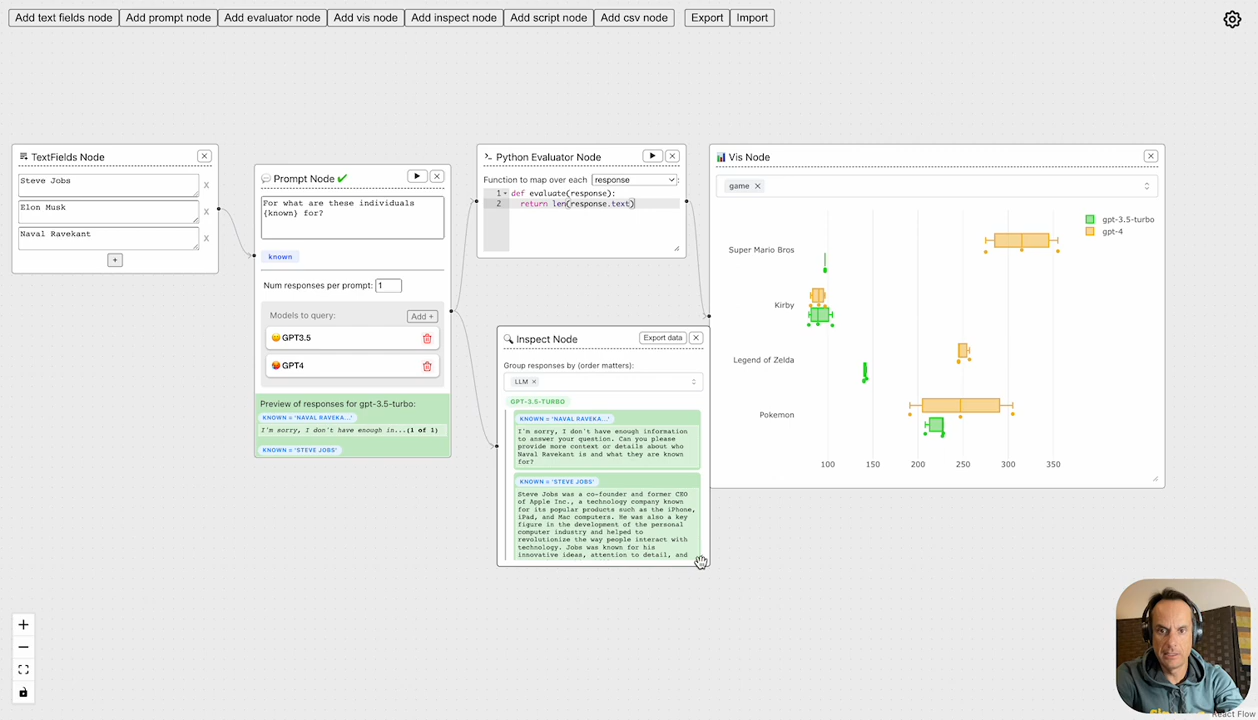 Add text fields node
Add prompt node
Add evaluator node
Add vis node
Add inspect node
Add script node
Add csv node
Export
Import
TextFields Node
Steve Jobs
X
Elon Musk
X
Naval Ravekant
X
+
Prompt Node
For what are these individuals
{known} for?
known
Num responses per prompt: 1
Models to query:
Add +
GPT3.5
GPT4
Preview of responses for gpt-3.5-turbo:
KNOWN = 'NAVAL RAVEKA...'
I'm sorry, I don't have enough in...(1 of 1)
KNOWN = 'STEVE JOBS'
Python Evaluator Node
Function to map over each response :
1 def evaluate(response):
2 return len(response.text)
Inspect Node
Export data
Group responses by (order matters):
LLM
GPT-3.5-TURBO
KNOWN = 'NAVAL RAVEKA...'
I'm sorry, I don't have enough information
to answer your question. Can you please
provide more context or details about who
Naval Ravekant is and what they are known
for?
KNOWN = 'STEVE JOBS'
Steve Jobs was a co-founder and former CEO
of Apple Inc., a technology company known
for its popular products such as the iPhone,
iPad, and Mac computers. He was also a key
figure in the development of the personal
computer industry and helped to
revolutionize the way people interact with
technology. Jobs was known for his
innovative ideas, attention to detail, and
Vis Node
game
gpt-3.5-turbo
gpt-4
Super Mario Bros
Kirby
Legend of Zelda
Pokemon
100 150 200 250 300 350
React Flow